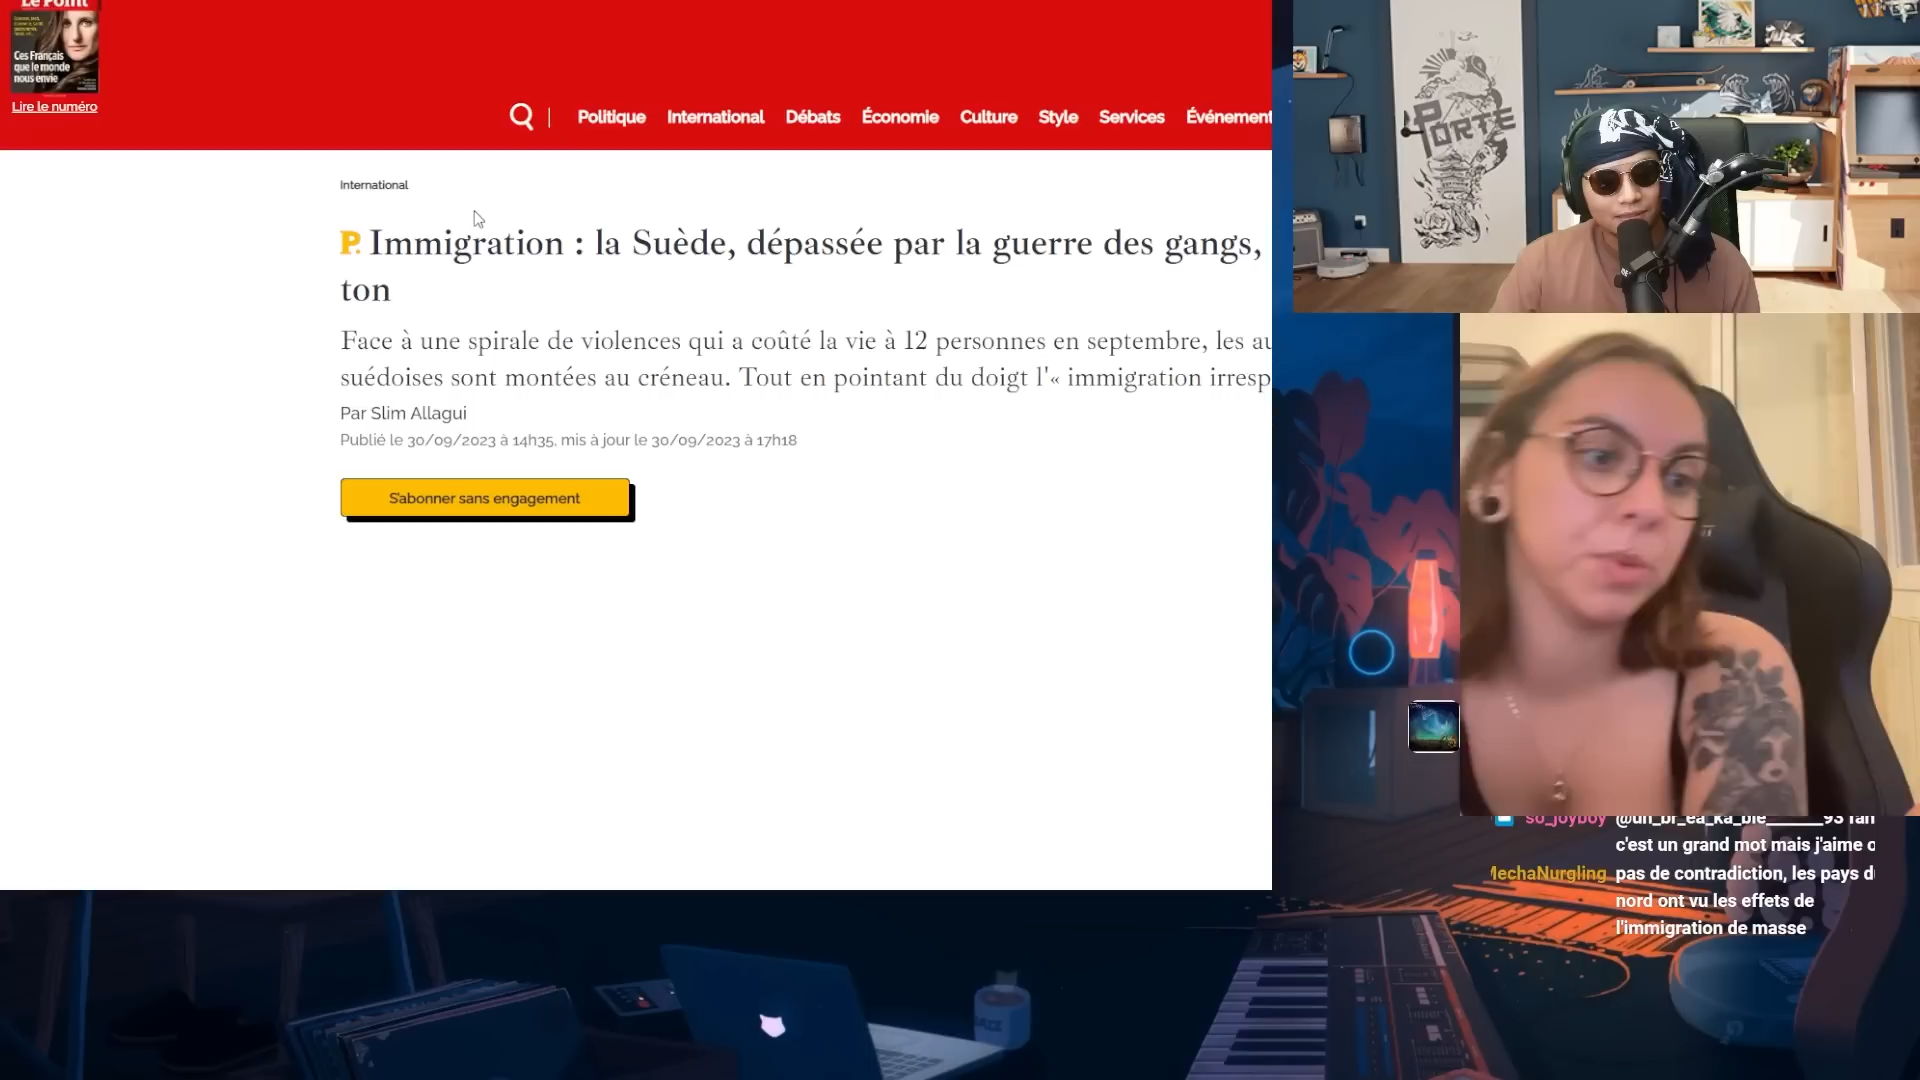 Le Point
Ces Français
que le monde
nous envie
Lire le numéro
Politique International Débats Économie Culture Style Services Événement
International
P. Immigration : la Suède, dépassée par la guerre des gangs,
ton
Face à une spirale de violences qui a coûté la vie à 12 personnes en septembre, les au
suédoises sont montées au créneau. Tout en pointant du doigt l'« immigration irresp
Par Slim Allagui
Publié le 30/09/2023 à 14h35, mis à jour le 30/09/2023 à 17h18
S'abonner sans engagement
PORTE
so_joyboy @un_br_ea_ka_ble______93 fan
c'est un grand mot mais j'aime
MechaNurgling pas de contradiction, les pays d
nord ont vu les effets de
l'immigration de masse